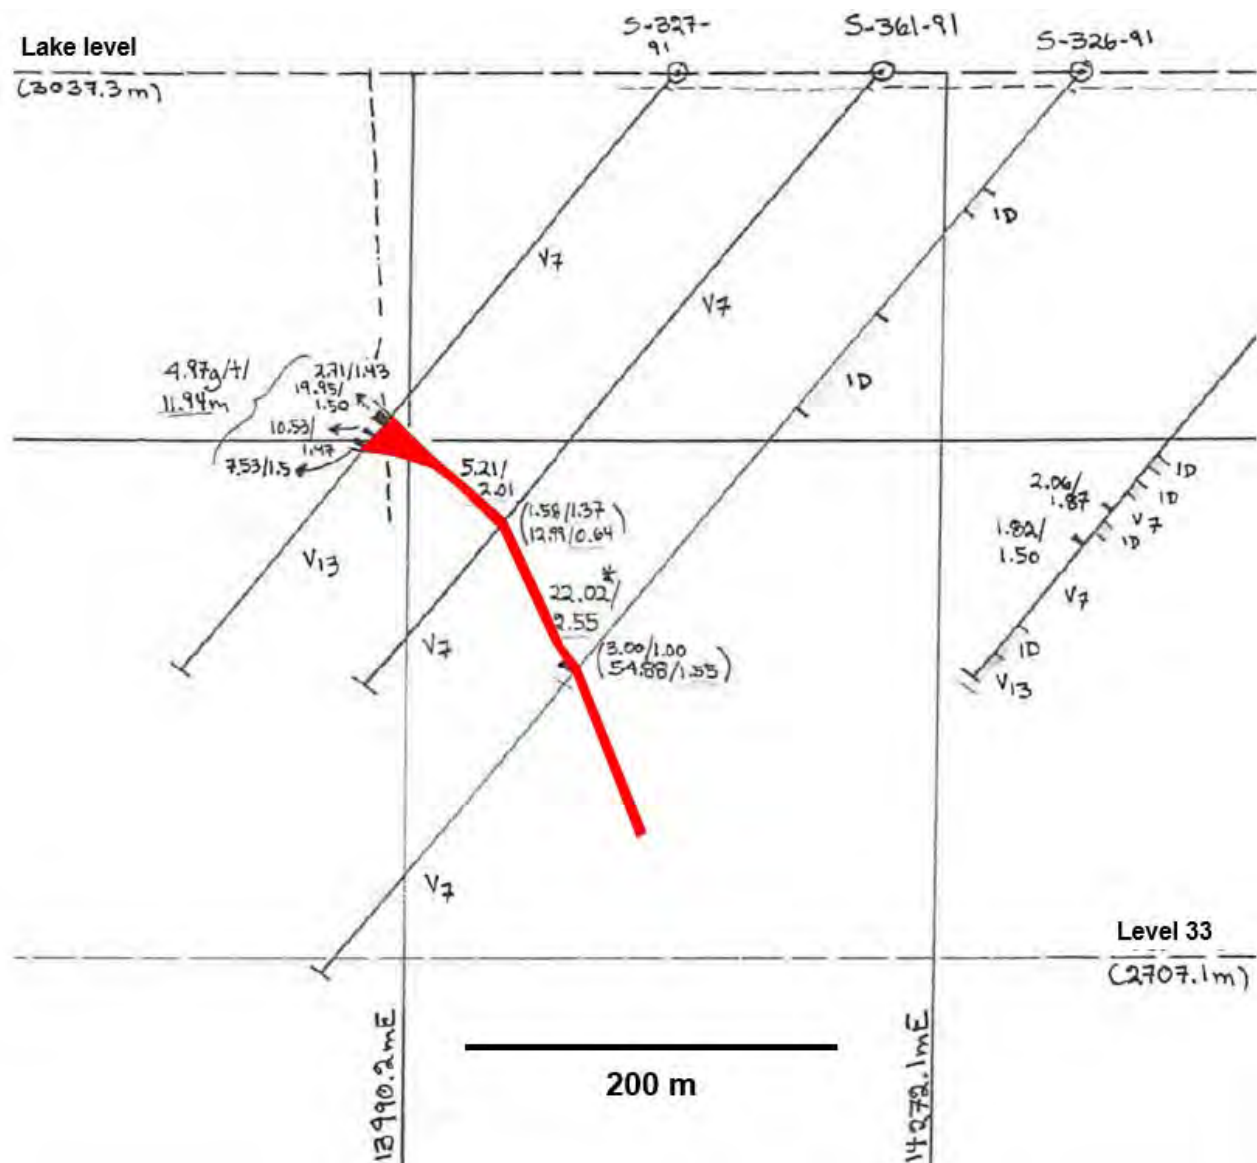 S-327-
91
S-361-91
S-326-91
Lake level
(3037.3m)
1D
V7
V7
4.97g/t/
11.94m
2.71/1.43
19.95/
1.50
10.53/
1.47
7.53/1.5
1D
5.21/
2.01
(1.58/1.37
12.99/0.64)
1D
2.06/
1.87
1D
V7
1D
1.82/
1.50
V13
22.02*/
2.55
V7
V7
(3.00/1.00
54.88/1.55)
1D
V13
V7
Level 33
(2707.1m)
13990.2mE
14272.1mE
200 m